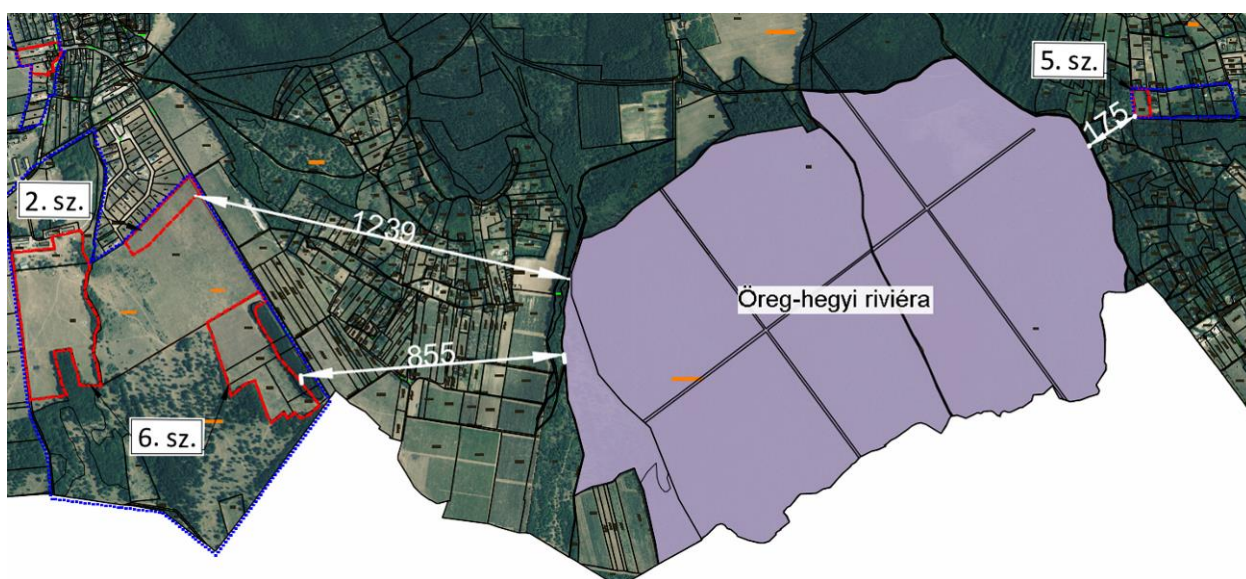 5. sz.
175
2. sz.
1239
Öreg-hegyi riviéra
855
6. sz.